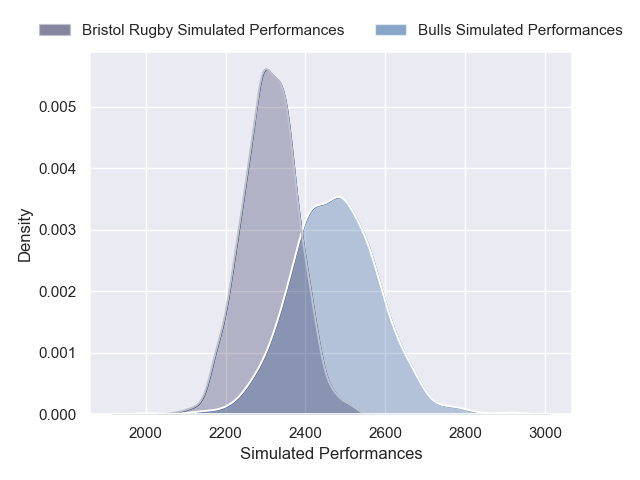 Bristol Rugby Simulated Performances Bulls Simulated Performances
0.005
0.004
0.003
0.002
0.001
0.000
Density
2000 2200 2400 2600 2800 3000
Simulated Performances